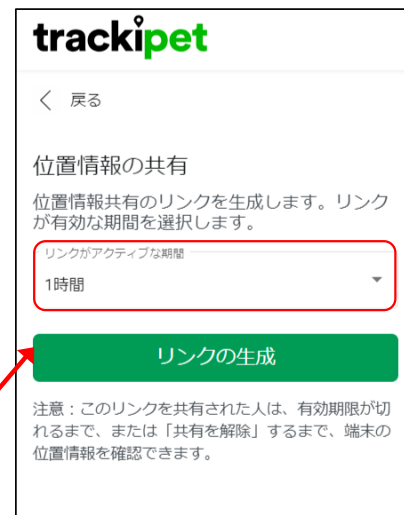 trackipet
戻る
位置情報の共有
位置情報共有のリンクを生成します。リンク
が有効な期間を選択します。
リンクがアクティブな期間
1時間
リンクの生成
注意：このリンクを共有された人は、有効期限が切
れるまで、または「共有を解除」するまで、端末の
位置情報を確認できます。